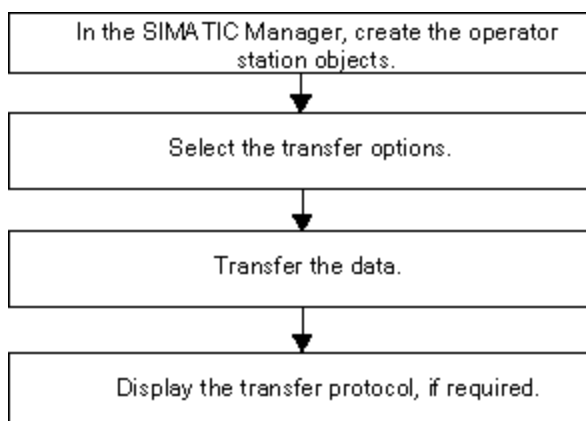 In the SIMATIC Manager, create the operator
station objects.
Select the transfer options.
Transfer the data.
Display the transfer protocol, if required.